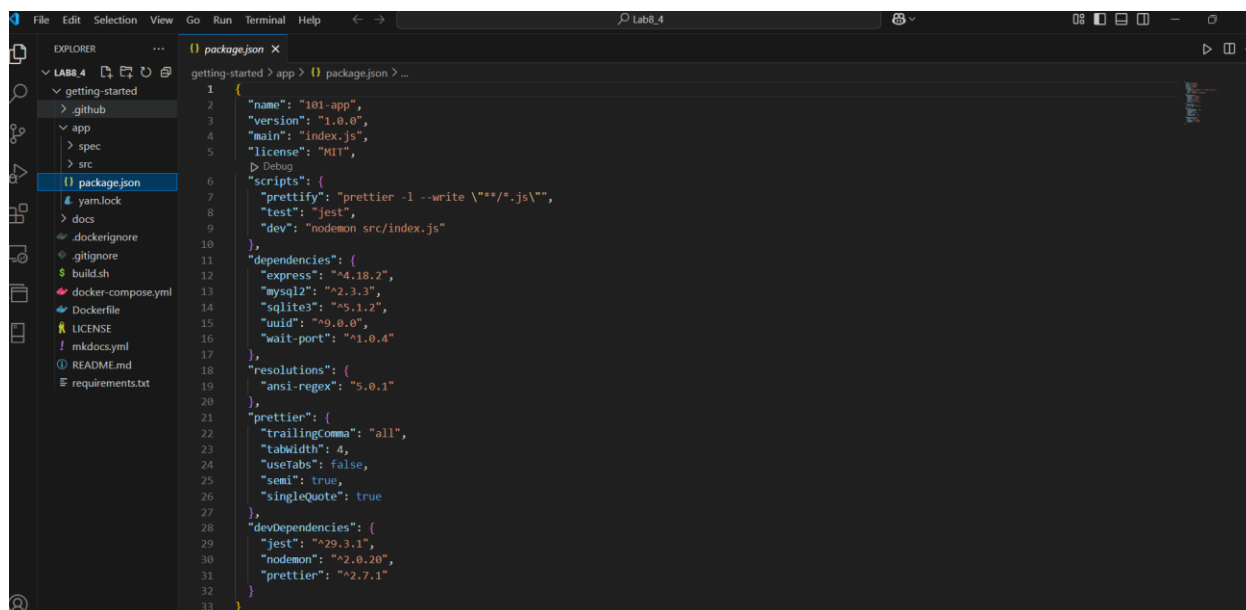 File Edit Selection View Go Run Terminal Help
Lab8_4
EXPLORER
LAB8_4
getting-started
.github
app
spec
src
package.json
yarn.lock
docs
.dockerignore
.gitignore
build.sh
docker-compose.yml
Dockerfile
LICENSE
mkdocs.yml
README.md
requirements.txt
{} package.json
getting-started > app > {} package.json > ...
1 {
2 "name": "101-app",
3 "version": "1.0.0",
4 "main": "index.js",
5 "license": "MIT",
Debug
6 "scripts": {
7 "prettify": "prettier -l --write \"**/*.js\"",
8 "test": "jest",
9 "dev": "nodemon src/index.js"
10 },
11 "dependencies": {
12 "express": "^4.18.2",
13 "mysql2": "^2.3.3",
14 "sqlite3": "^5.1.2",
15 "uuid": "^9.0.0",
16 "wait-port": "^1.0.4"
17 },
18 "resolutions": {
19 "ansi-regex": "5.0.1"
20 },
21 "prettier": {
22 "trailingComma": "all",
23 "tabWidth": 4,
24 "useTabs": false,
25 "semi": true,
26 "singleQuote": true
27 },
28 "devDependencies": {
29 "jest": "^29.3.1",
30 "nodemon": "^2.0.20",
31 "prettier": "^2.7.1"
32 }
33 }